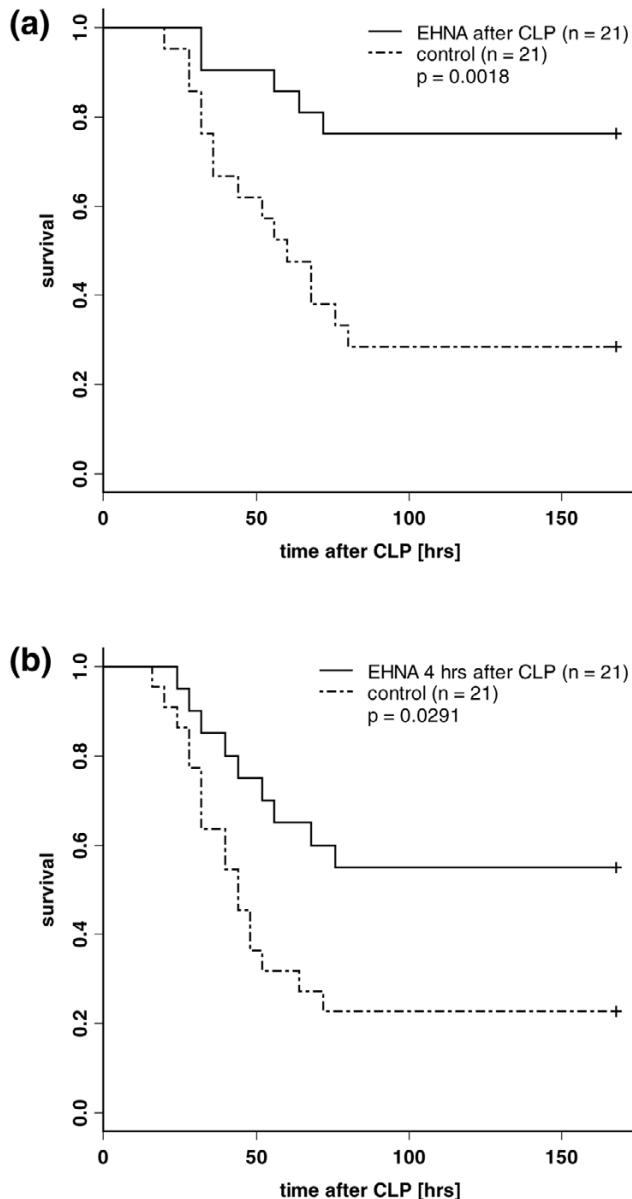 (a)
EHNA after CLP (n = 21)
control (n = 21)
p = 0.0018
survival
1.0
0.8
0.6
0.4
0.2
0.0
0 50 100 150
time after CLP [hrs]
(b)
EHNA 4 hrs after CLP (n = 21)
control (n = 21)
p = 0.0291
survival
1.0
0.8
0.6
0.4
0.2
0.0
0 50 100 150
time after CLP [hrs]